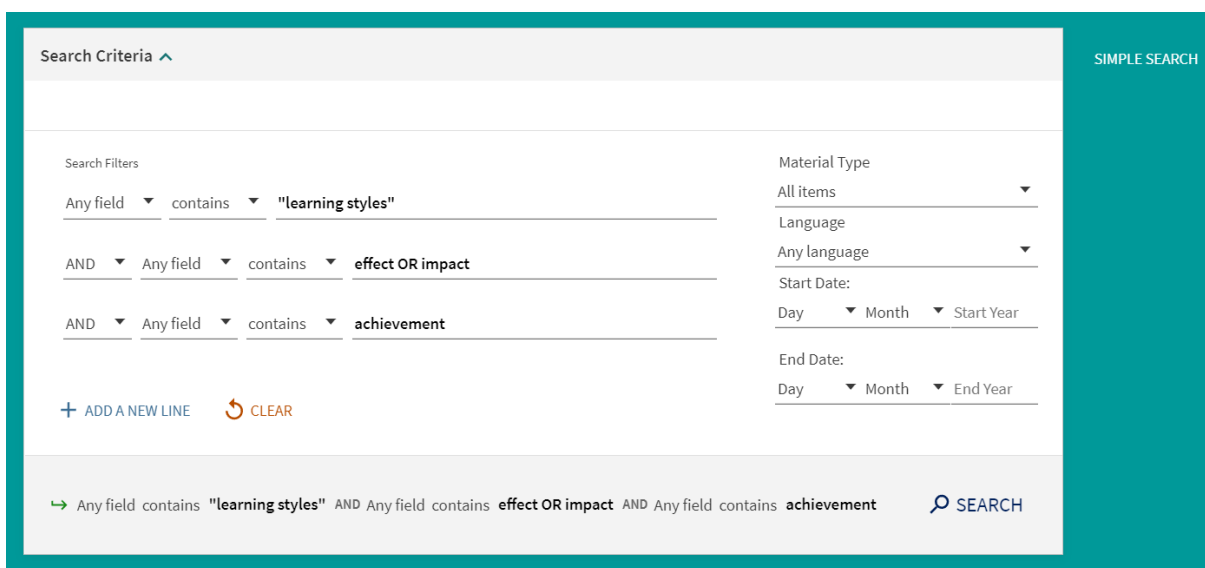 Search Criteria
SIMPLE SEARCH
Search Filters
Any field contains "learning styles"
AND Any field contains effect OR impact
AND Any field contains achievement
+ ADD A NEW LINE CLEAR
Material Type
All items
Language
Any language
Start Date:
Day Month Start Year
End Date:
Day Month End Year
Any field contains "learning styles" AND Any field contains effect OR impact AND Any field contains achievement SEARCH